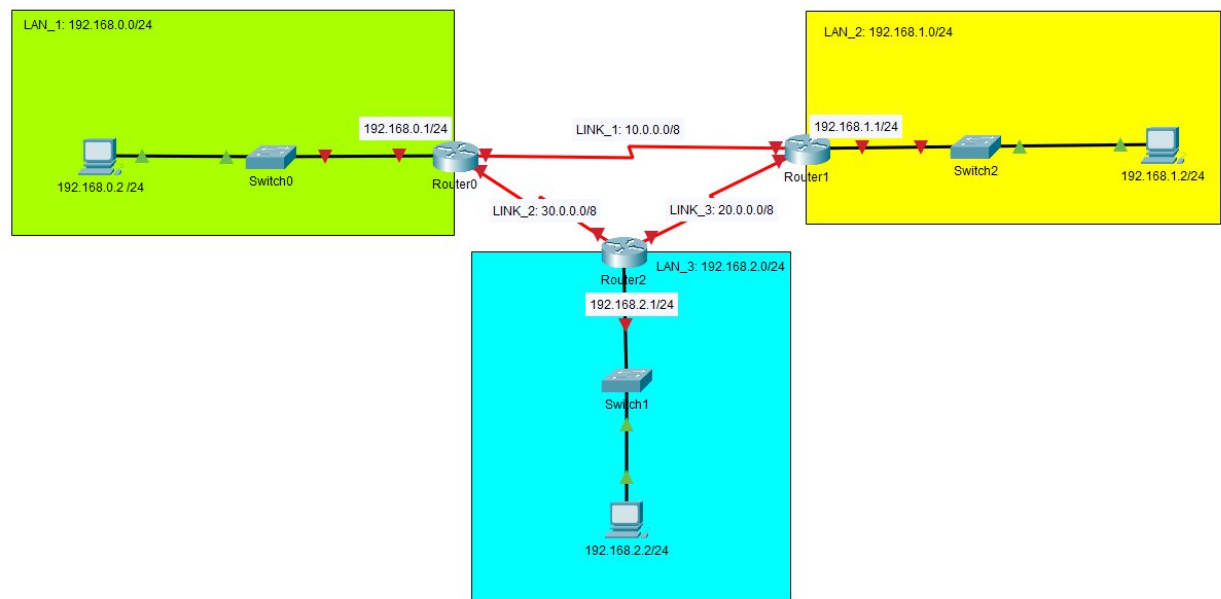 LAN_1: 192.168.0.0/24
192.168.0.1/24
192.168.0.2 /24
Switch0
Router0
LINK_1: 10.0.0.0/8
LINK_2: 30.0.0.0/8
LINK_3: 20.0.0.0/8
LAN_2: 192.168.1.0/24
192.168.1.1/24
Router1
Switch2
192.168.1.2/24
LAN_3: 192.168.2.0/24
Router2
192.168.2.1/24
Switch1
192.168.2.2/24